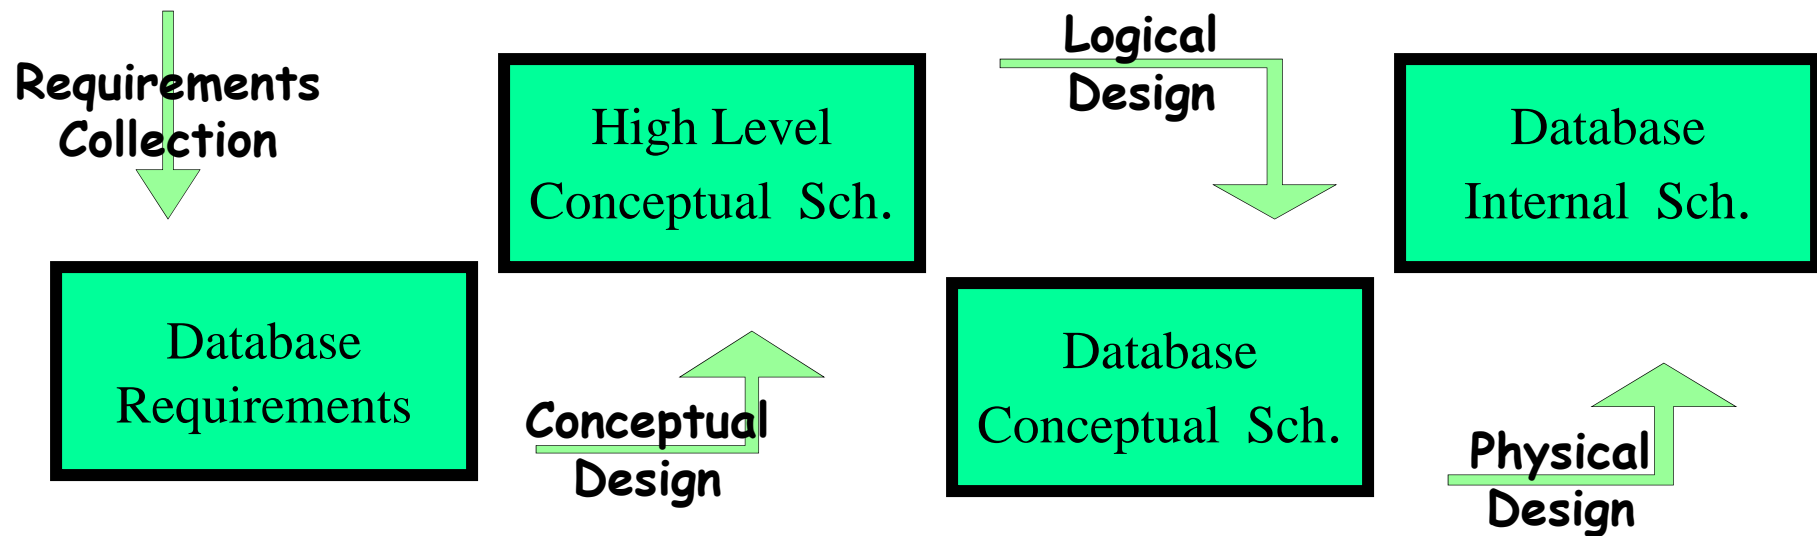 Requirements
Collection
Database
Requirements
Conceptual
Design
High Level
Conceptual Sch.
Logical
Design
Database
Conceptual Sch.
Physical
Design
Database
Internal Sch.